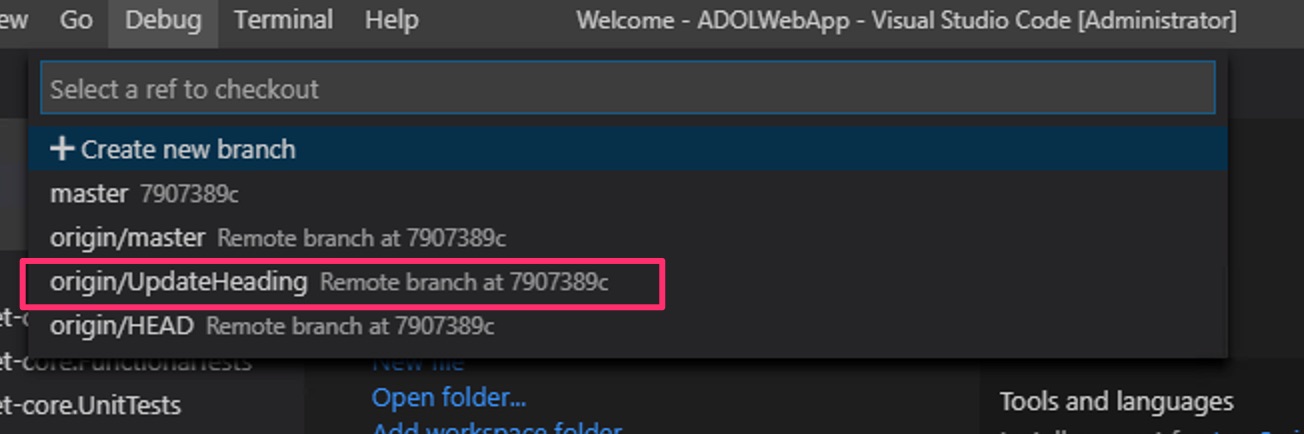 Go Debug Terminal Help Welcome - ADOLWebApp - Visual Studio Code [Administrator]
Select a ref to checkout
+ Create new branch
master 7907389c
origin/master Remote branch at 7907389c
origin/UpdateHeading Remote branch at 7907389c
origin/HEAD Remote branch at 7907389c
et-core.FunctionalTests New file
et-core.UnitTests Open folder... Tools and languages
Add workspace folder